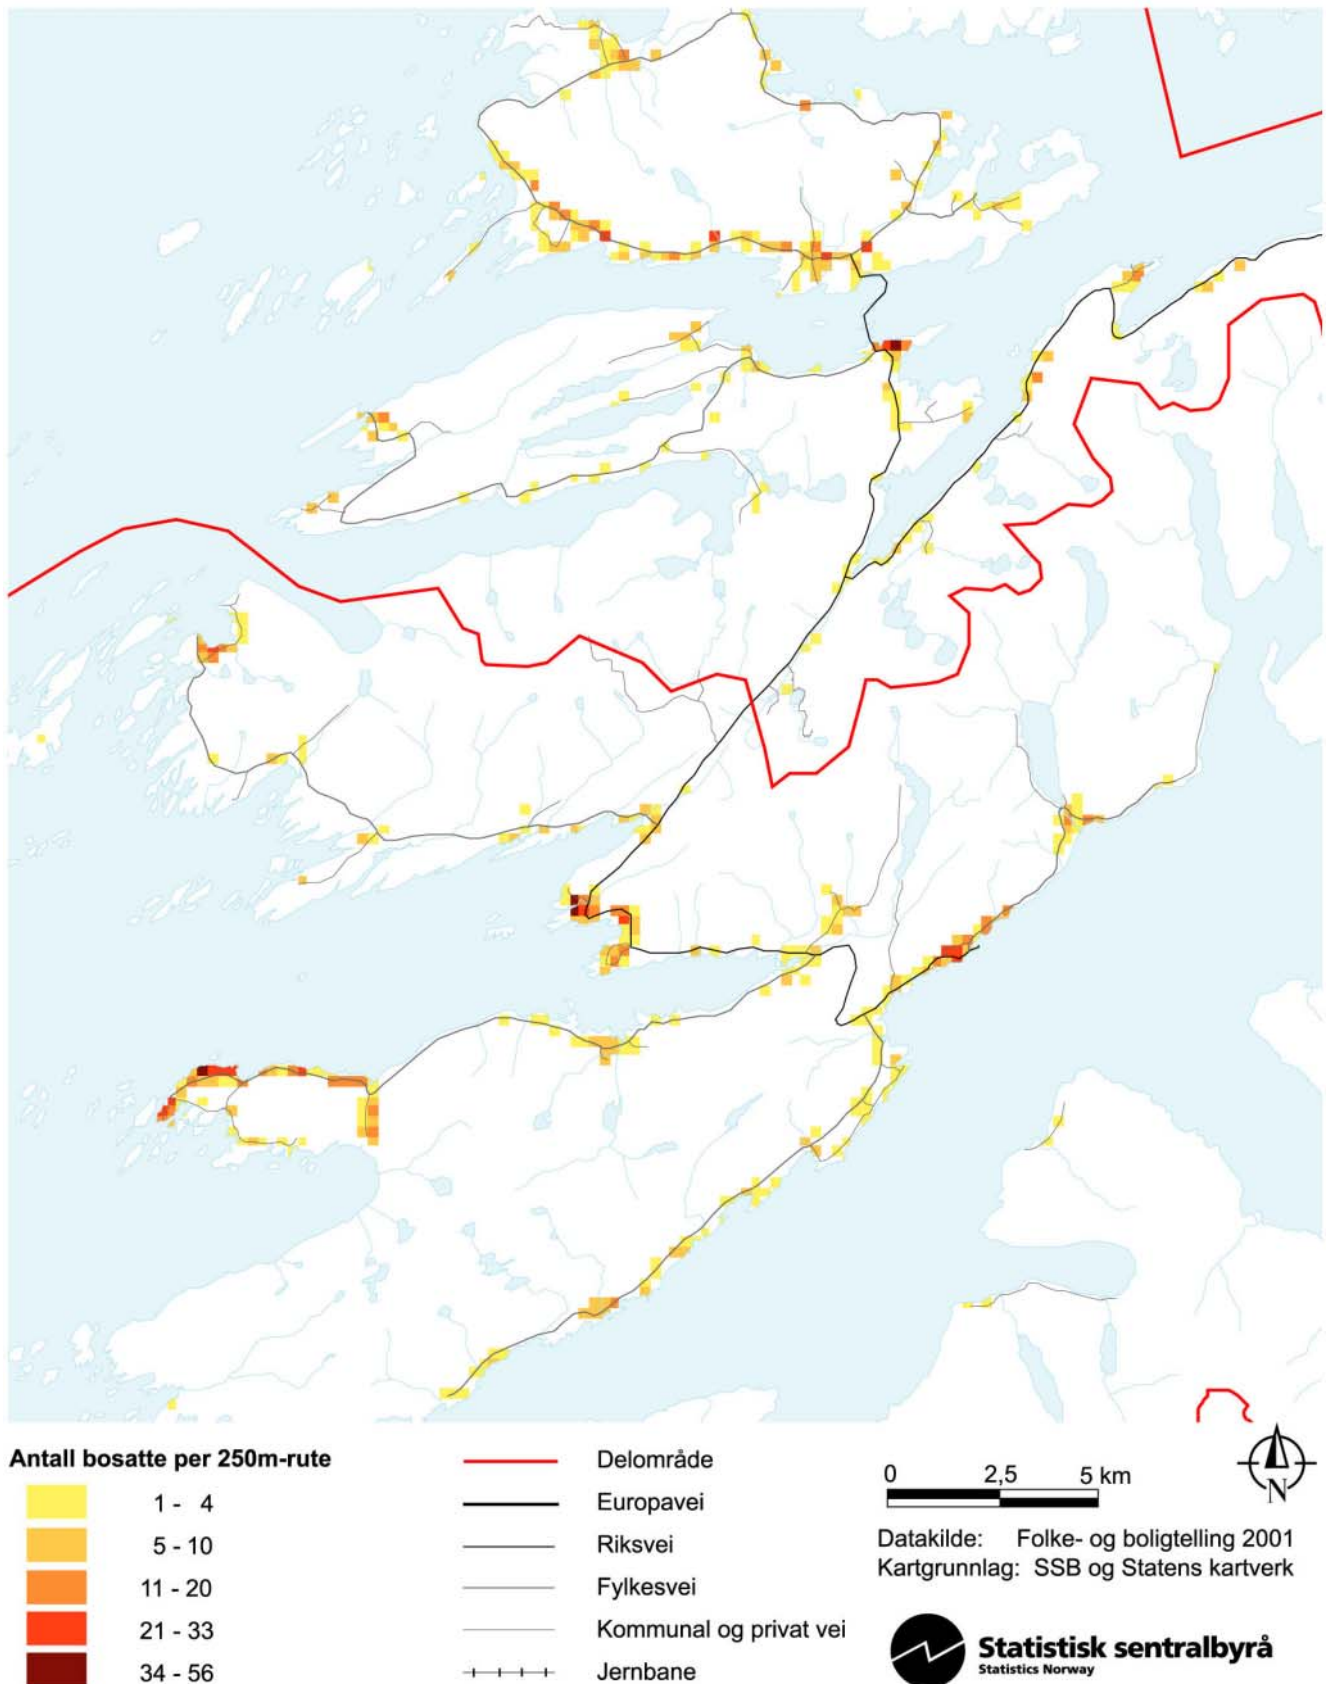 Antall bosatte per 250m-rute
1 - 4
5 - 10
11 - 20
21 - 33
34 - 56
Delområde
Europavei
Riksvei
Fylkesvei
Kommunal og privat vei
Jernbane
0 2,5 5 km
N
Datakilde: Folke- og boligtelling 2001
Kartgrunnlag: SSB og Statens kartverk
Statistisk sentralbyrå
Statistics Norway